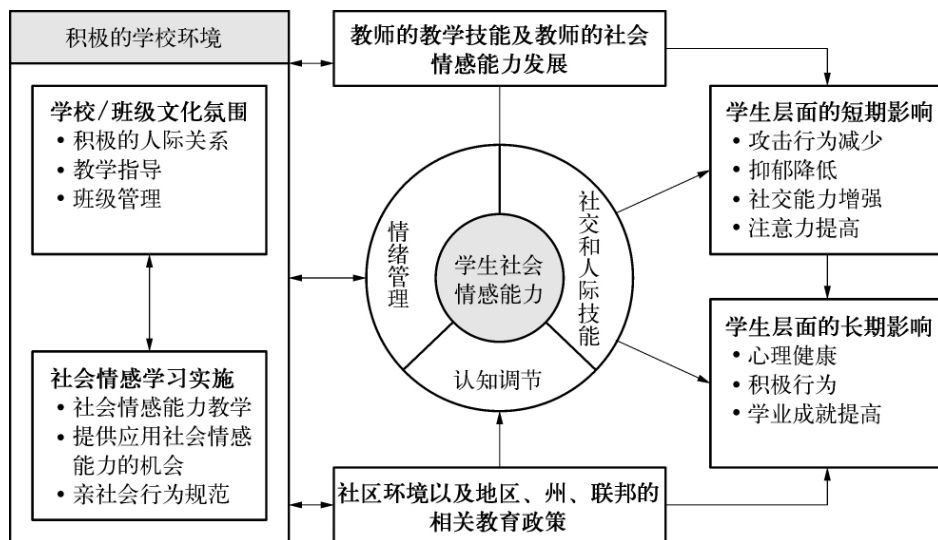 积极的学校环境
学校/班级文化氛围
• 积极的人际关系
• 教学指导
• 班级管理
社会情感学习实施
• 社会情感能力教学
• 提供应用社会情感
能力的机会
• 亲社会行为规范
教师的教学技能及教师的社会
情感能力发展
情绪管理
社交和人际技能
学生社会
情感能力
认知调节
社区环境以及地区、州、联邦的
相关教育政策
学生层面的短期影响
• 攻击行为减少
• 抑郁降低
• 社交能力增强
• 注意力提高
学生层面的长期影响
• 心理健康
• 积极行为
• 学业成就提高